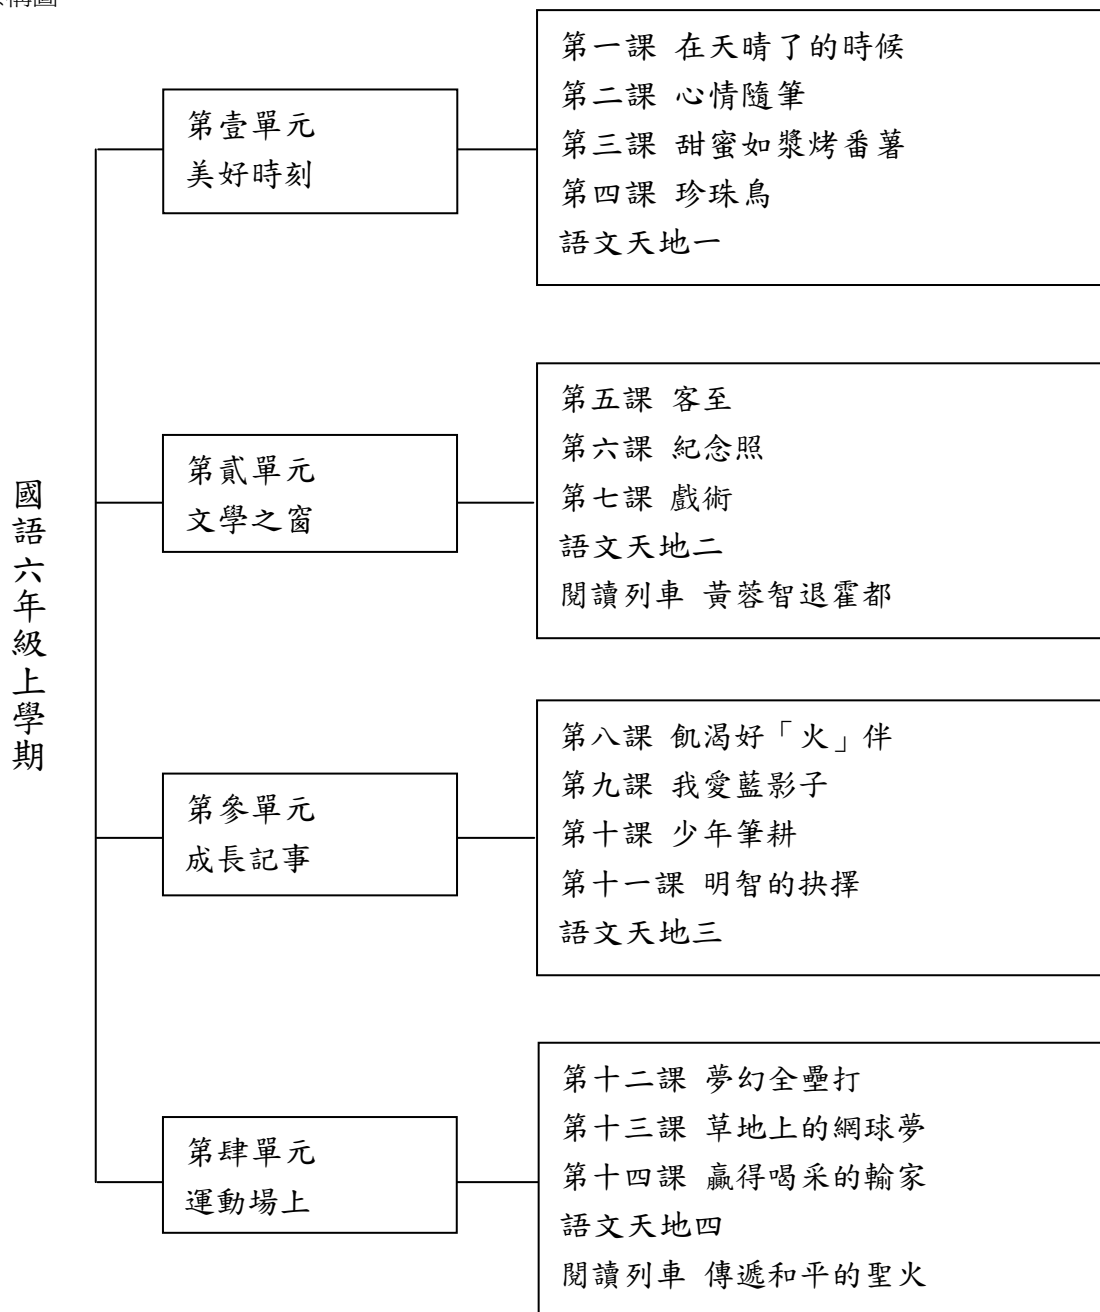 構圖
國語六年級上學期
第壹單元
美好時刻
第一課 在天晴了的時候
第二課 心情隨筆
第三課 甜蜜如漿烤番薯
第四課 珍珠鳥
語文天地一
第貳單元
文學之窗
第五課 客至
第六課 紀念照
第七課 戲術
語文天地二
閱讀列車 黃蓉智退霍都
第參單元
成長記事
第八課 飢渴好「火」伴
第九課 我愛藍影子
第十課 少年筆耕
第十一課 明智的抉擇
語文天地三
第肆單元
運動場上
第十二課 夢幻全壘打
第十三課 草地上的網球夢
第十四課 贏得喝采的輸家
語文天地四
閱讀列車 傳遞和平的聖火